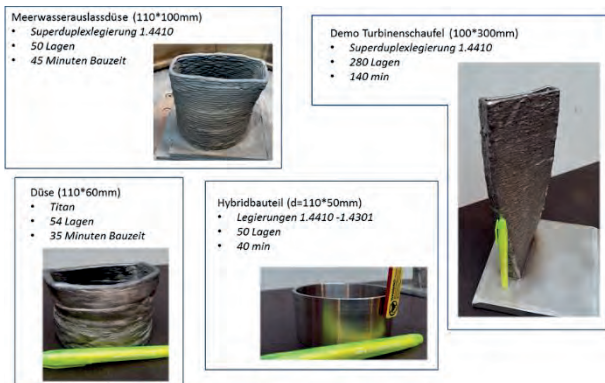 Meerwasserauslassdüse (110*100mm)
• Superduplexlegierung 1.4410
• 50 Lagen
• 45 Minuten Bauzeit
Demo Turbinenschaufel (100*300mm)
• Superduplexlegierung 1.4410
• 280 Lagen
• 140 min
Düse (110*60mm)
• Titan
• 54 Lagen
• 35 Minuten Bauzeit
Hybridbauteil (d=110*50mm)
• Legierungen 1.4410 -1.4301
• 50 Lagen
• 40 min